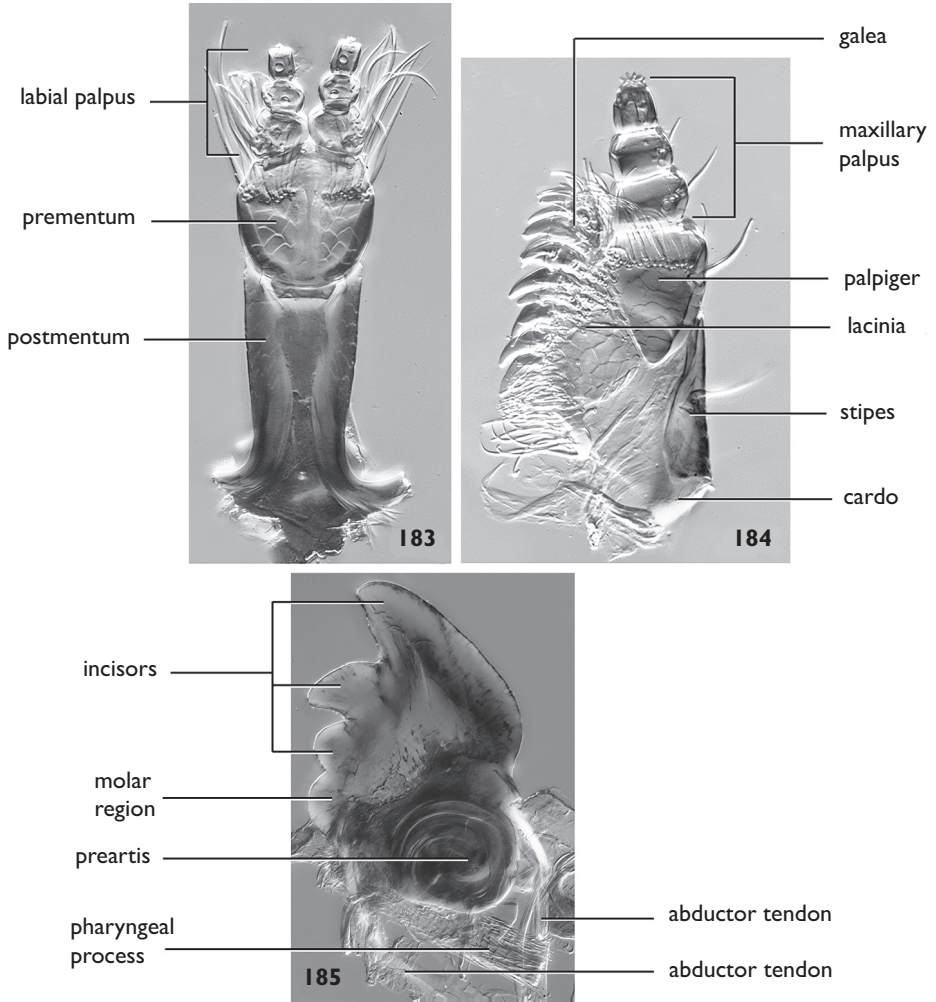 labial palpus
prementum
postmentum
183
galea
maxillary
palpus
palpiger
lacinia
stipes
cardo
184
incisors
molar
region
preartis
pharyngeal
process
abductor tendon
abductor tendon
185